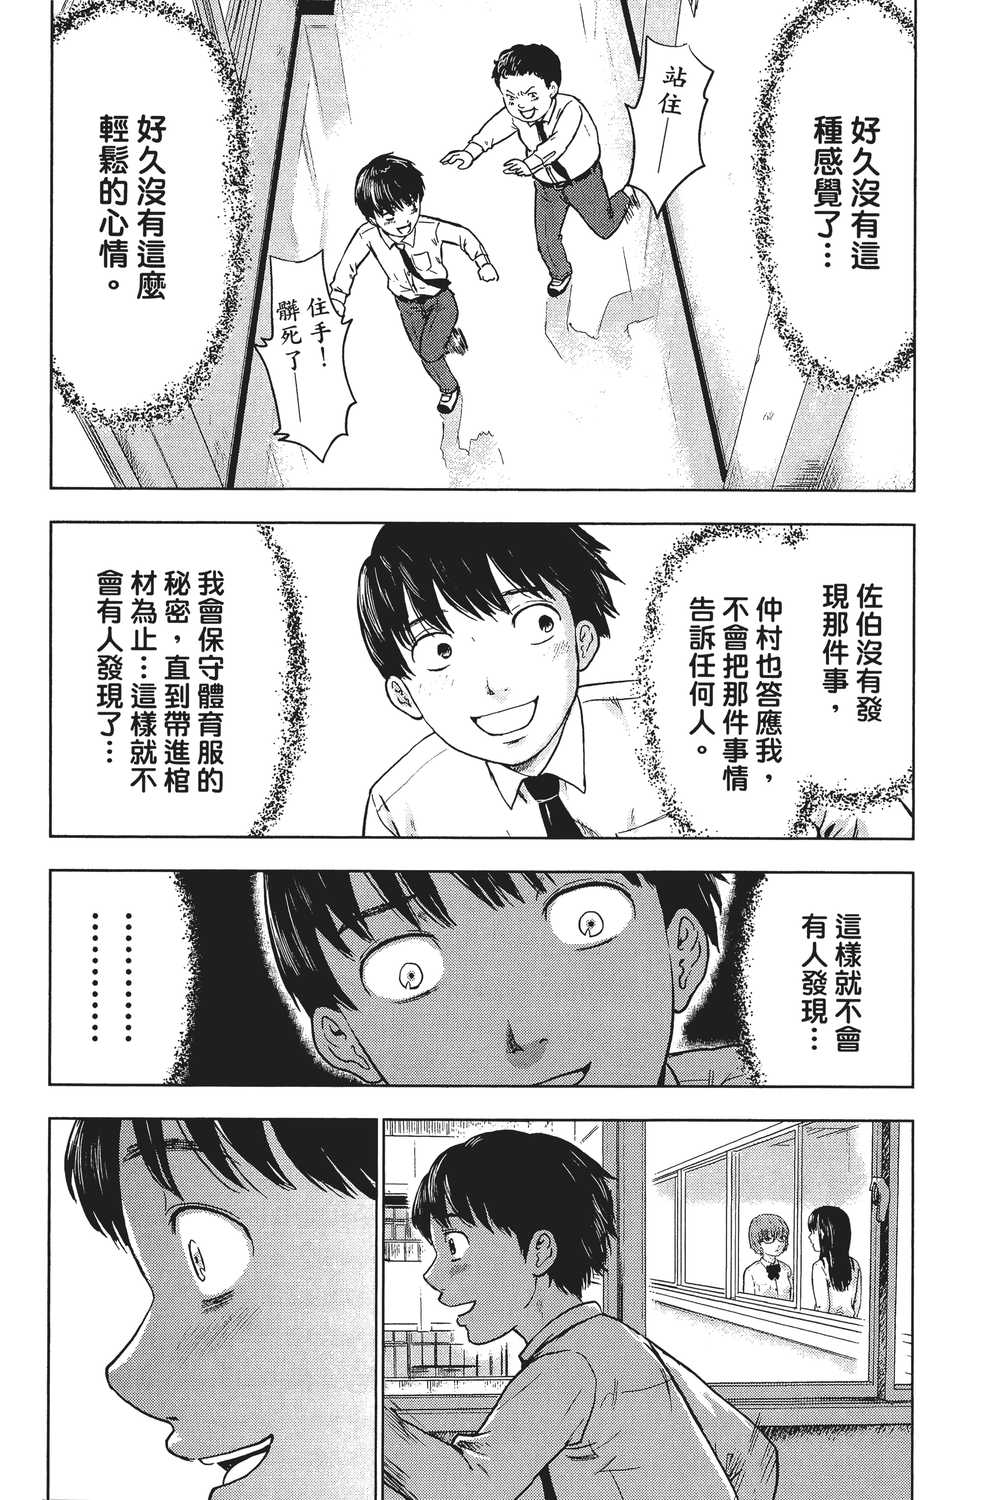 好久沒有這
種感覺了…
站住——
住手！
髒死了——
好久沒有這麼
輕鬆的心情。
佐伯沒有發
現那件事，
仲村也答應我，
不會把那件事情
告訴任何人。
我會保守體育服的
秘密，直到帶進棺
材為止…這樣就不
會有人發現了…
這樣就不會
有人發現…
…………
…………